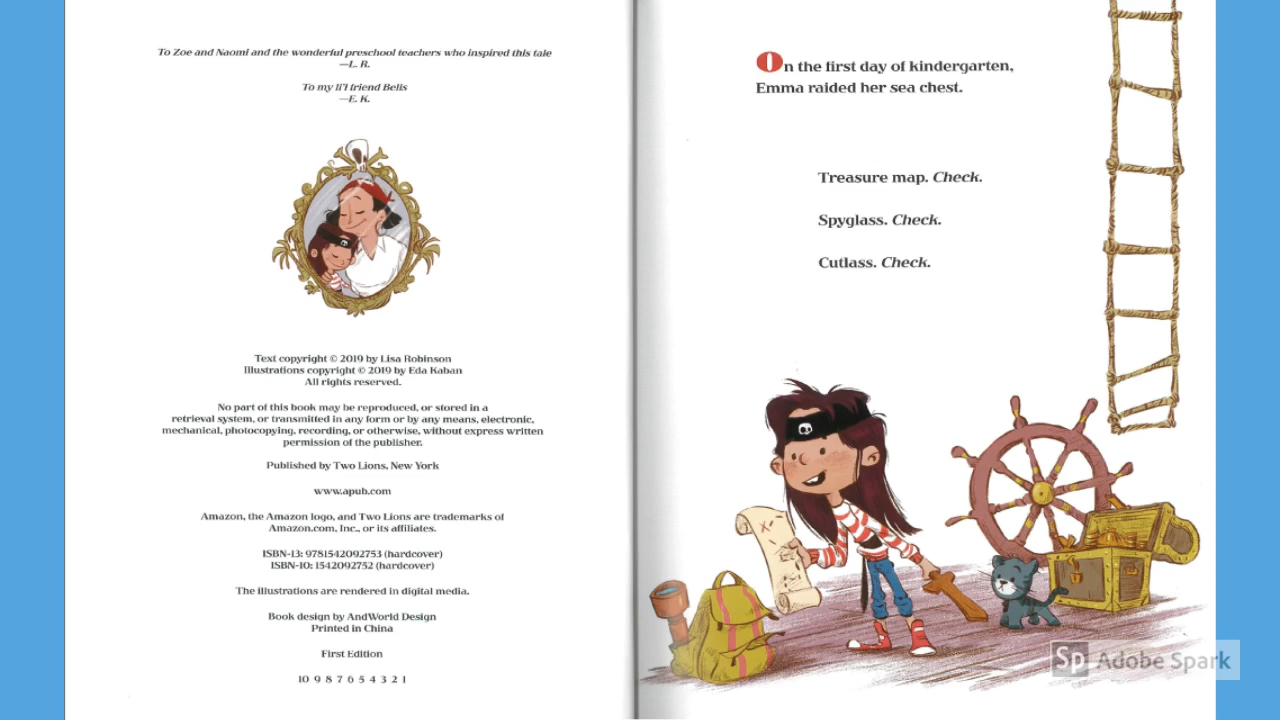 To Zoe and Naomi and the wonderful preschool teachers who inspired this tale
—L. R.
To my li'l friend Belis
—E. K.
Text copyright © 2019 by Lisa Robinson
Illustrations copyright © 2019 by Eda Kaban
All rights reserved.
No part of this book may be reproduced, or stored in a
retrieval system, or transmitted in any form or by any means, electronic,
mechanical, photocopying, recording, or otherwise, without express written
permission of the publisher.
Published by Two Lions, New York
www.apub.com
Amazon, the Amazon logo, and Two Lions are trademarks of
Amazon.com, Inc., or its affiliates.
ISBN-13: 9781542092753 (hardcover)
ISBN-10: 1542092752 (hardcover)
The illustrations are rendered in digital media.
Book design by AndWorld Design
Printed in China
First Edition
10 9 8 7 6 5 4 3 2 1
On the first day of kindergarten,
Emma raided her sea chest.
Treasure map. Check.
Spyglass. Check.
Cutlass. Check.
Sp Adobe Spark